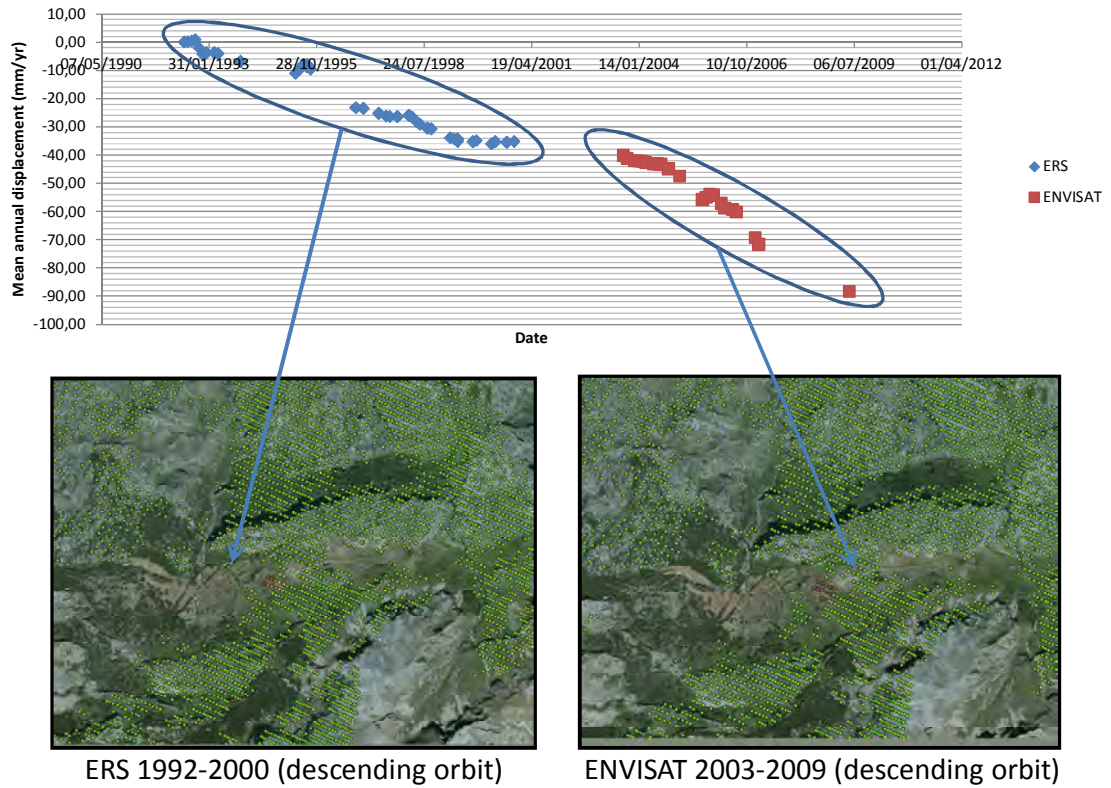 10,00
0,00
-10,00
-20,00
-30,00
-40,00
-50,00
-60,00
-70,00
-80,00
-90,00
-100,00
Mean annual displacement (mm/yr)
07/05/1990 31/01/1993 28/10/1995 24/07/1998 19/04/2001 14/01/2004 10/10/2006 06/07/2009 01/04/2012
Date
ERS
ENVISAT
ERS 1992-2000 (descending orbit)
ENVISAT 2003-2009 (descending orbit)